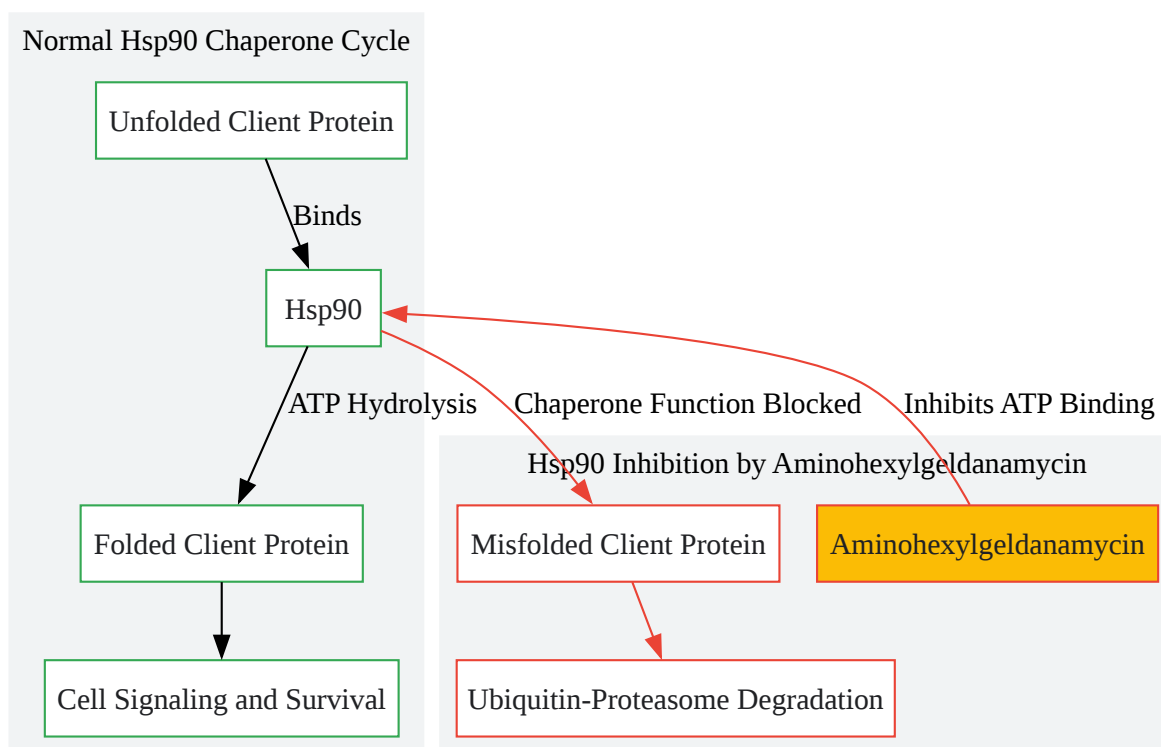 Normal Hsp90 Chaperone Cycle
Unfolded Client Protein
Binds
Hsp90
ATP Hydrolysis
Chaperone Function Blocked
Inhibits ATP Binding
Hsp90 Inhibition by Aminohexylgeldanamycin
Folded Client Protein
Misfolded Client Protein
Aminohexylgeldanamycin
Cell Signaling and Survival
Ubiquitin-Proteasome Degradation